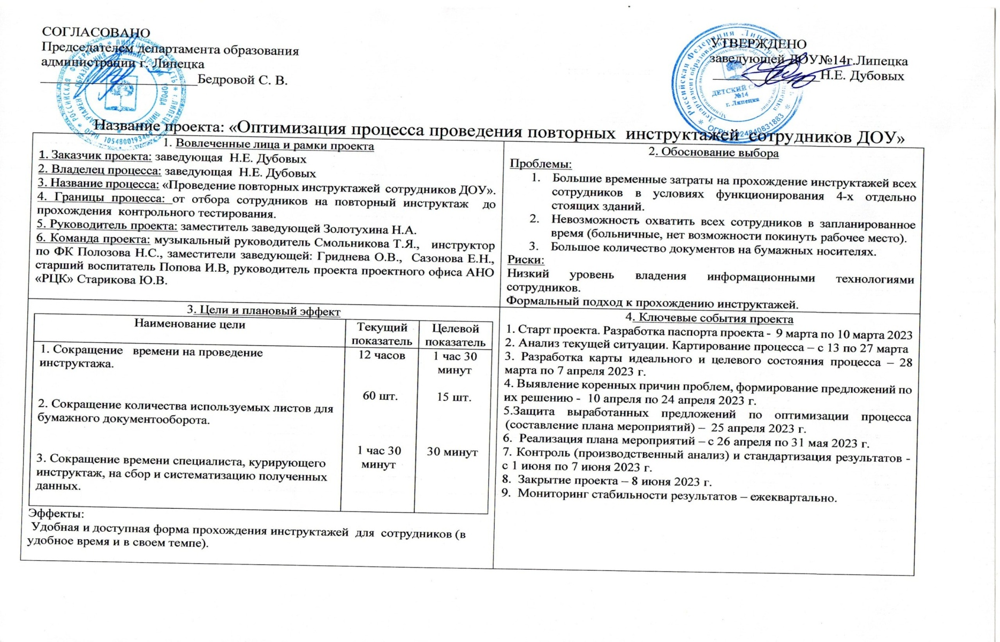 СОГЛАСОВАНО
Председателем департамента образования
администрации г. Липецка
Бедровой С. В.
УТВЕРЖДЕНО
заведующей ДОУ№14г.Липецка
Н.Е. Дубовых
ДЕТСКИЙ
№14
г. Липецка
Название проекта: «Оптимизация процесса проведения повторных инструктажей сотрудников ДОУ»
1. Вовлеченные лица и рамки проекта
1. Заказчик проекта: заведующая Н.Е. Дубовых
2. Владелец процесса: заведующая Н.Е. Дубовых
3. Название процесса: «Проведение повторных инструктажей сотрудников ДОУ».
4. Границы процесса: от отбора сотрудников на повторный инструктаж до
прохождения контрольного тестирования.
5. Руководитель проекта: заместитель заведующей Золотухина Н.А.
6. Команда проекта: музыкальный руководитель Смольникова Т.Я., инструктор
по ФК Полозова Н.С., заместители заведующей: Гриднева О.В., Сазонова Е.Н.,
старший воспитатель Попова И.В, руководитель проекта проектного офиса АНО
«РЦК» Старикова Ю.В.
2. Обоснование выбора
Проблемы:
1. Большие временные затраты на прохождение инструктажей всех
сотрудников в условиях функционирования 4-х отдельно
стоящих зданий.
2. Невозможность охватить всех сотрудников в запланированное
время (больничные, нет возможности покинуть рабочее место).
3. Большое количество документов на бумажных носителях.
Риски:
Низкий уровень владения информационными технологиями
сотрудников.
Формальный подход к прохождению инструктажей.
3. Цели и плановый эффект
Наименование цели
Текущий
показатель
Целевой
показатель
1. Сокращение времени на проведение
инструктажа.
12 часов
1 час 30
минут
2. Сокращение количества используемых листов для
бумажного документооборота.
60 шт.
15 шт.
3. Сокращение времени специалиста, курирующего
инструктаж, на сбор и систематизацию полученных
данных.
1 час 30
минут
30 минут
Эффекты:
Удобная и доступная форма прохождения инструктажей для сотрудников (в
удобное время и в своем темпе).
4. Ключевые события проекта
1. Старт проекта. Разработка паспорта проекта - 9 марта по 10 марта 2023
2. Анализ текущей ситуации. Картирование процесса – с 13 по 27 марта
3. Разработка карты идеального и целевого состояния процесса – 28
марта по 7 апреля 2023 г.
4. Выявление коренных причин проблем, формирование предложений по
их решению - 10 апреля по 24 апреля 2023 г.
5.Защита выработанных предложений по оптимизации процесса
(составление плана мероприятий) – 25 апреля 2023 г.
6. Реализация плана мероприятий – с 26 апреля по 31 мая 2023 г.
7. Контроль (производственный анализ) и стандартизация результатов -
с 1 июня по 7 июня 2023 г.
8. Закрытие проекта – 8 июня 2023 г.
9. Мониторинг стабильности результатов – ежеквартально.